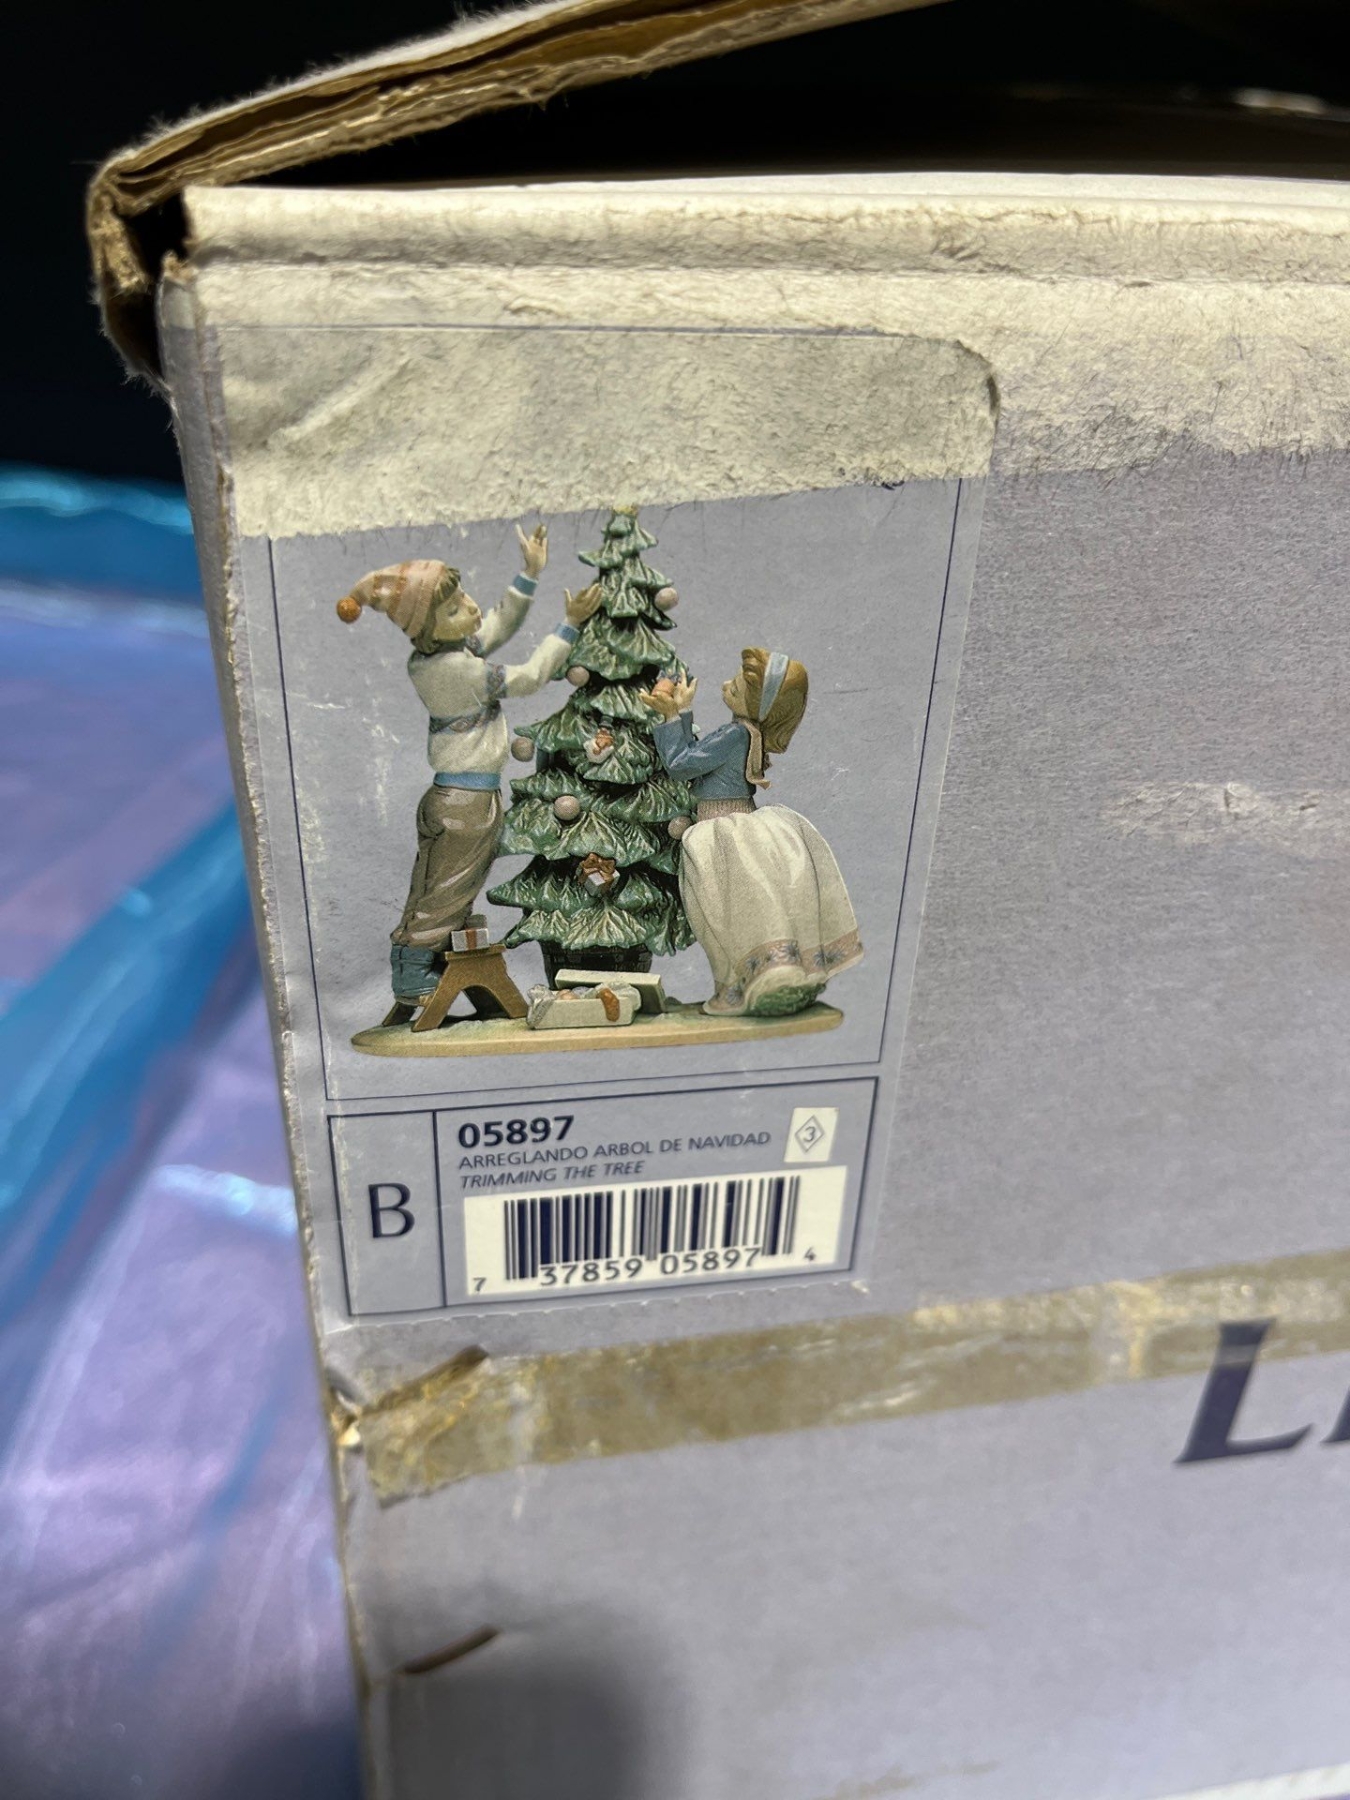 05897
ARREGLANDO ARBOL DE NAVIDAD
TRIMMING THE TREE
3
B
7 37859 05897 4